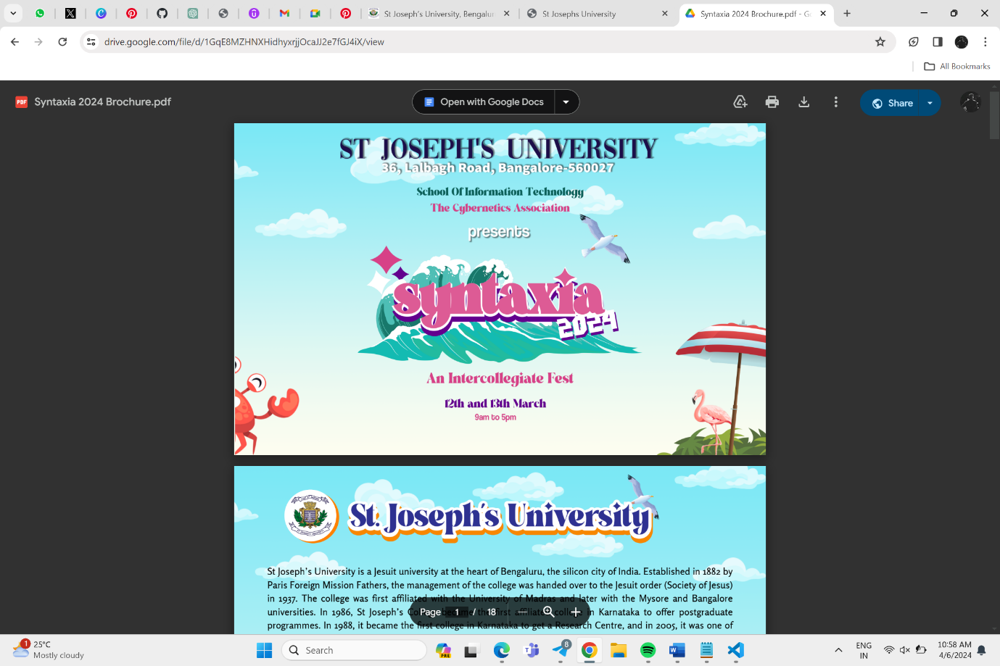 St Joseph's University, Bengalur
St Josephs University
Syntaxia 2024 Brochure.pdf - G
drive.google.com/file/d/1GqE8MZHNXHidhyxrjjOcaJJ2e7fGJ4iX/view
All Bookmarks
PDF
Syntaxia 2024 Brochure.pdf
Open with Google Docs
Share
ST JOSEPH'S UNIVERSITY
36, Lalbagh Road, Bangalore-560027
School Of Information Technology
The Cybernetics Association
presents
syntaxia
2024
An Intercollegiate Fest
12th and 13th March
9am to 5pm
St. Joseph's University
St Joseph's University is a Jesuit university at the heart of Bengaluru, the silicon city of India. Established in 1882 by
Paris Foreign Mission Fathers, the management of the college was handed over to the Jesuit order (Society of Jesus)
in 1937. The college was first affiliated with the University of Madras and later with the Mysore and Bangalore
universities. In 1986, St Joseph's College became the first affiliated college in Karnataka to offer postgraduate
programmes. In 1988, it became the first college in Karnataka to get a Research Centre, and in 2005, it was one of
Page 1 / 18
1
25°C
Mostly cloudy
Search
PRE
8
ENG
IN
10:58 AM
4/6/2024